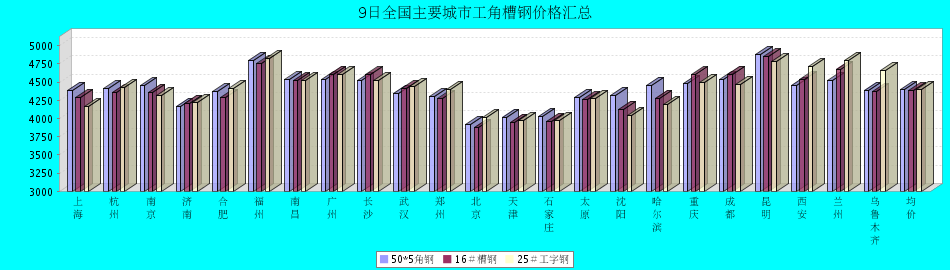 9日全国主要城市工角槽钢价格汇总
5000
4750
4500
4250
4000
3750
3500
3250
3000
上海
杭州
南京
济南
合肥
福州
南昌
广州
长沙
武汉
郑州
北京
天津
石家庄
太原
沈阳
哈尔滨
重庆
成都
昆明
西安
兰州
乌鲁木齐
均价
50*5角钢
16＃槽钢
25＃工字钢